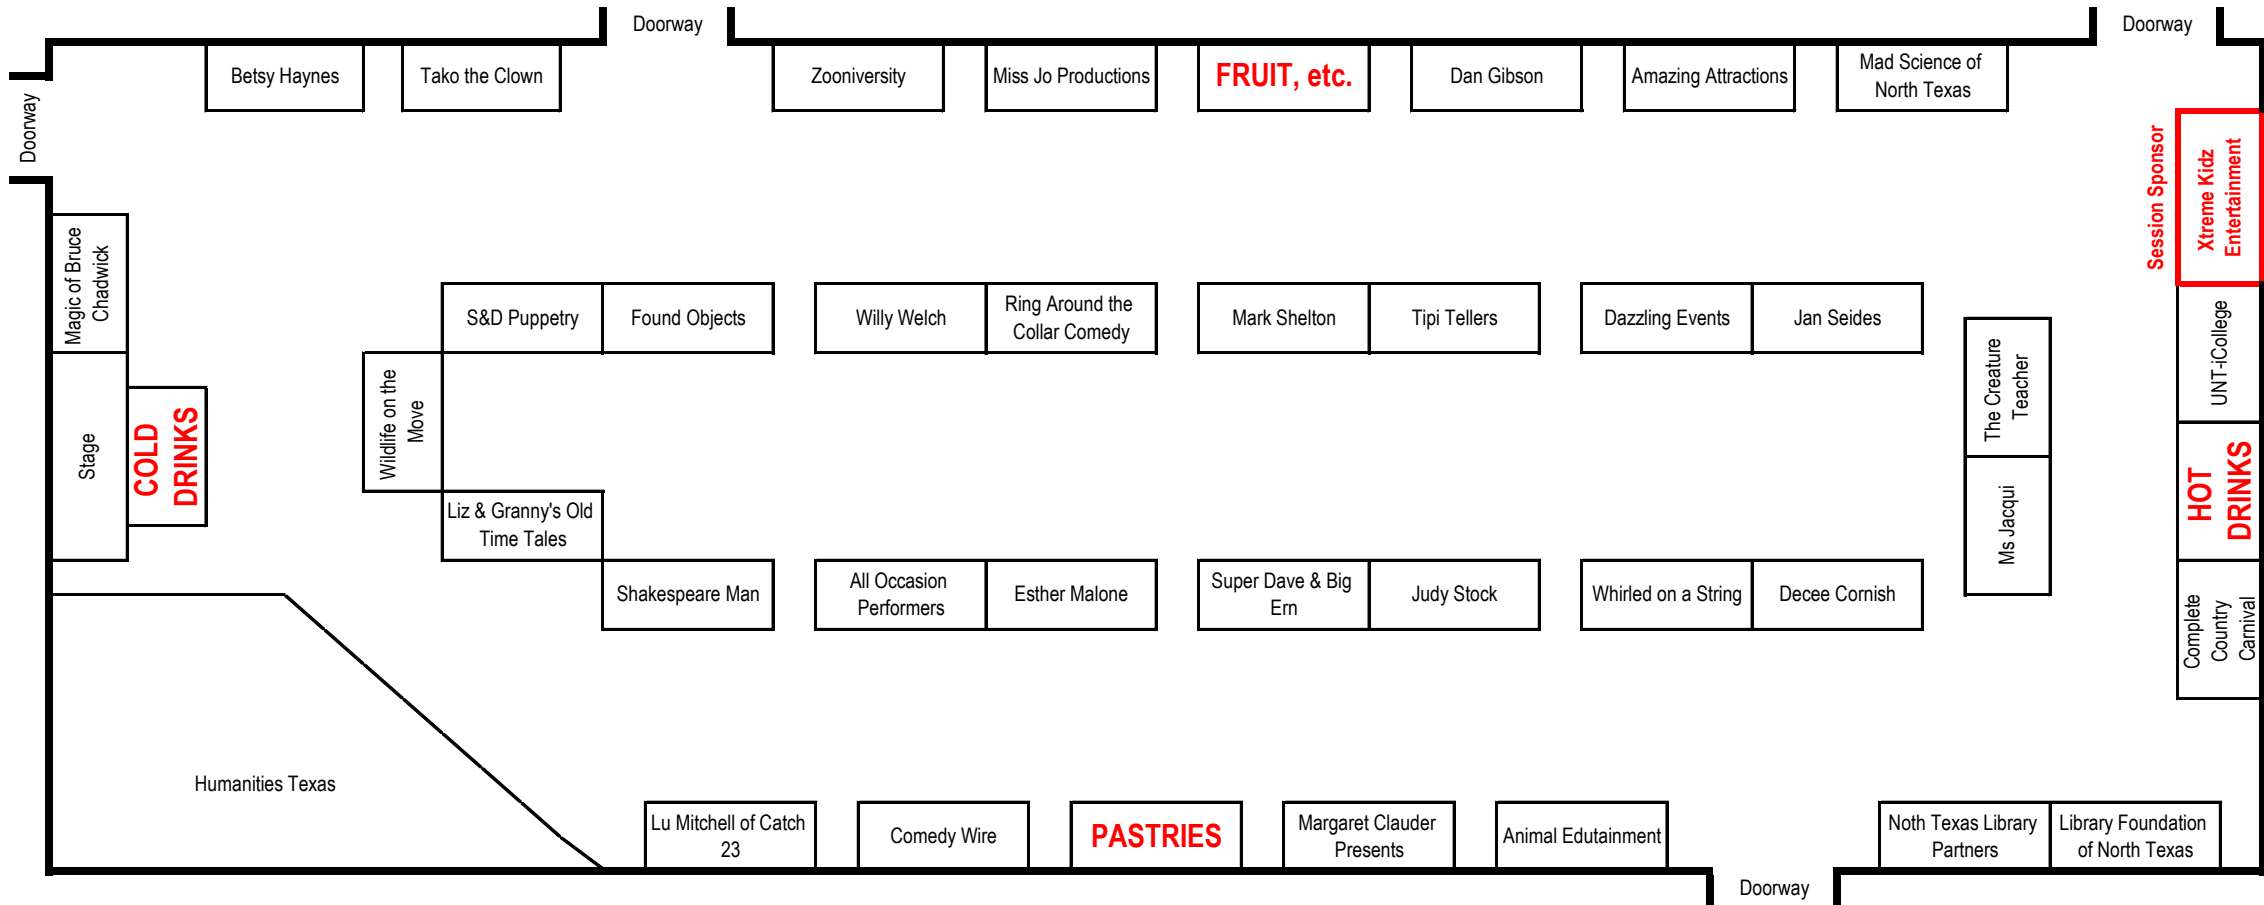 Doorway
Doorway
Doorway
Betsy Haynes
Tako the Clown
Zooniversity
Miss Jo Productions
FRUIT, etc.
Dan Gibson
Amazing Attractions
Mad Science of
North Texas
Session Sponsor
Xtreme Kidz
Entertainment
Magic of Bruce
Chadwick
S&D Puppetry
Found Objects
Willy Welch
Ring Around the
Collar Comedy
Mark Shelton
Tipi Tellers
Dazzling Events
Jan Seides
The Creature
Teacher
UNT-iCollege
Stage
COLD
DRINKS
Wildlife on the
Move
HOT
DRINKS
Ms Jacqui
Liz & Granny's Old
Time Tales
Shakespeare Man
All Occasion
Performers
Esther Malone
Super Dave & Big
Ern
Judy Stock
Whirled on a String
Decee Cornish
Complete
Country
Carnival
Humanities Texas
Lu Mitchell of Catch
23
Comedy Wire
PASTRIES
Margaret Clauder
Presents
Animal Edutainment
Noth Texas Library
Partners
Library Foundation
of North Texas
Doorway